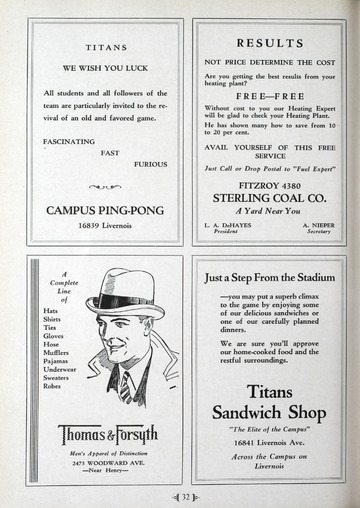 TITANS
WE WISH YOU LUCK
All students and all followers of the
team are particularly invited to the re-
vival of an old and favored game.
FASCINATING
FAST
FURIOUS
CAMPUS PING-PONG
16839 Livernois
RESULTS
NOT PRICE DETERMINE THE COST
Are you getting the best results from your
heating plant?
FREE—FREE
Without cost to you our Heating Expert
will be glad to check your Heating Plant.
He has shown many how to save from 10
to 20 per cent.
AVAIL YOURSELF OF THIS FREE
SERVICE
Just Call or Drop Postal to "Fuel Expert"
FITZROY 4380
STERLING COAL CO.
A Yard Near You
L. A. DeHAYES A. NIEPER
President Secretary
A
Complete
Line
of
Hats
Shirts
Ties
Gloves
Hose
Mufflers
Pajamas
Underwear
Sweaters
Robes
Thomas & Forsyth
Men's Apparel of Distinction
2475 WOODWARD AVE.
—Near Henry—
Just a Step From the Stadium
—you may put a superb climax
to the game by enjoying some
of our delicious sandwiches or
one of our carefully planned
dinners.
We are sure you'll approve
our home-cooked food and the
restful surroundings.
Titans
Sandwich Shop
"The Elite of the Campus"
16841 Livernois Ave.
Across the Campus on
Livernois
32